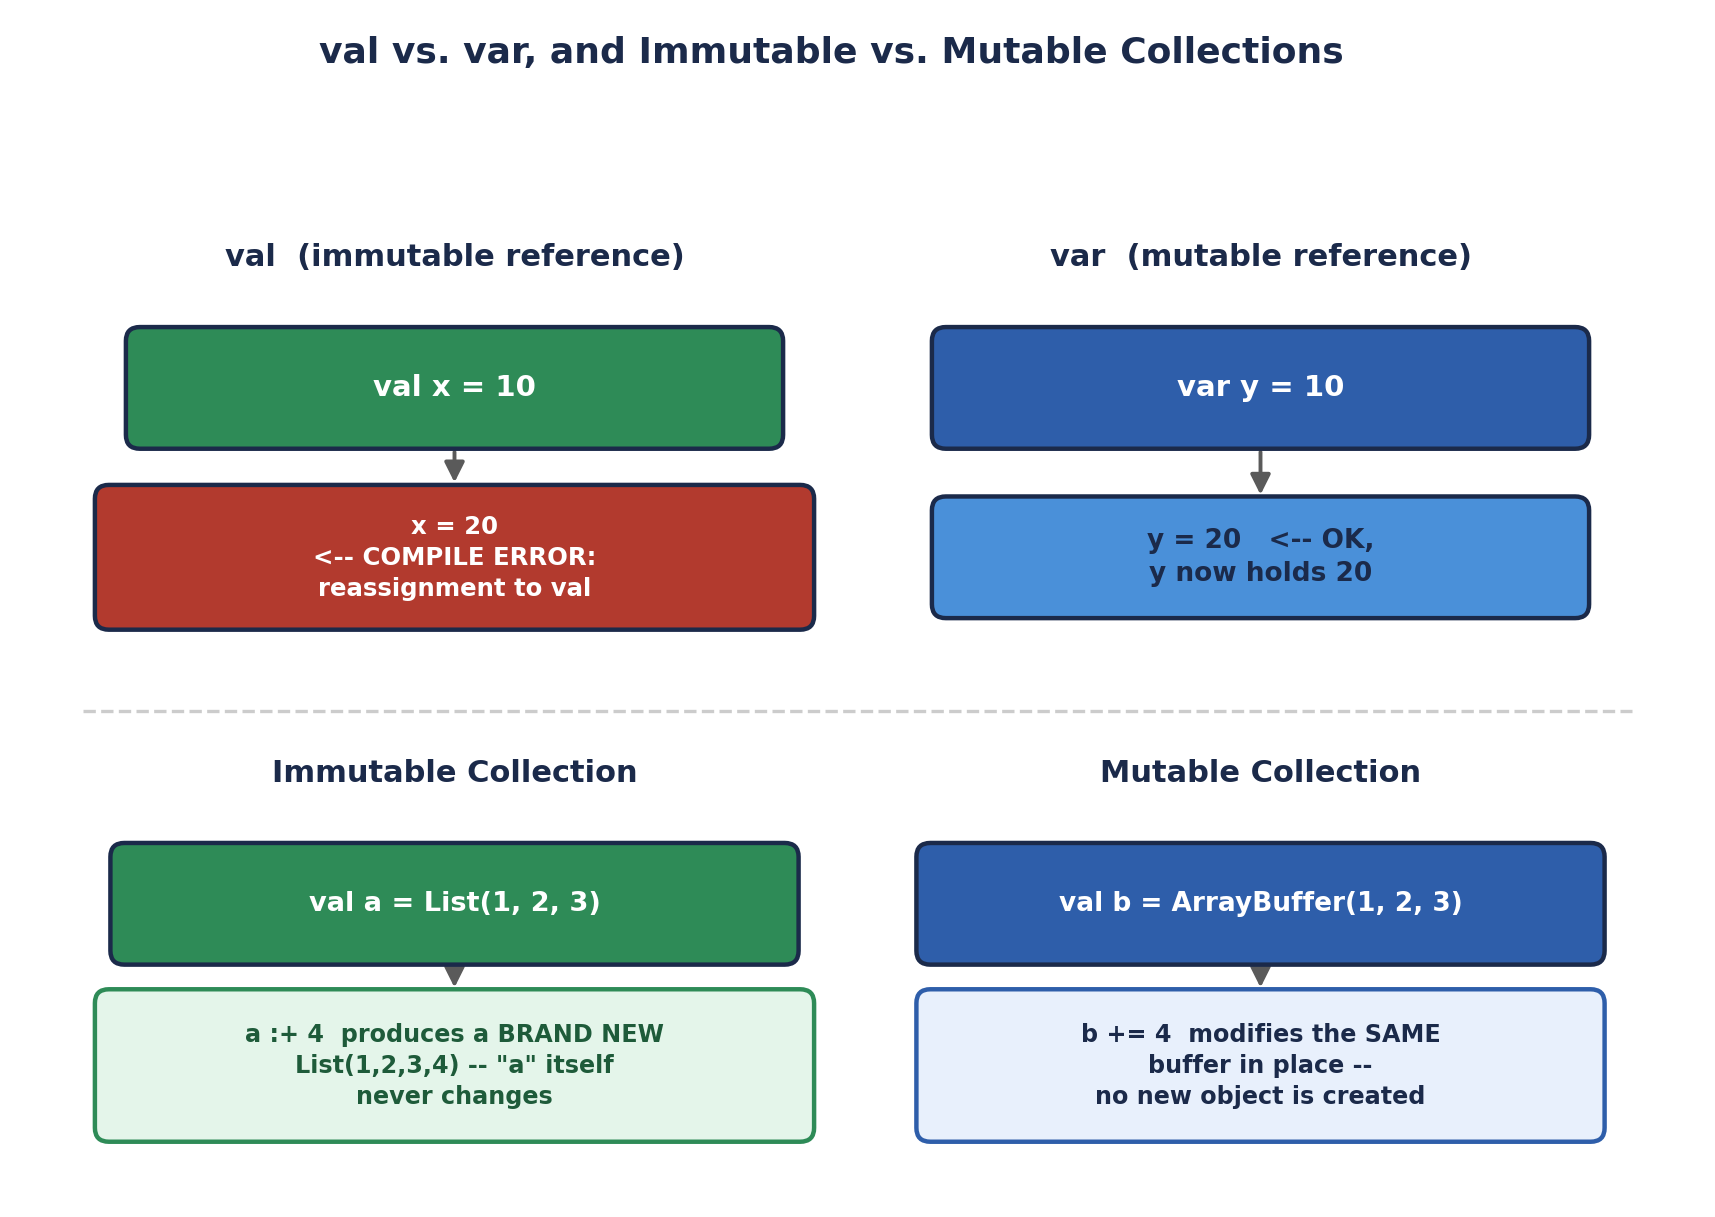 val vs. var, and Immutable vs. Mutable Collections
val  (immutable reference)
val x = 10
x = 20
<-- COMPILE ERROR:
reassignment to val
var  (mutable reference)
var y = 10
y = 20   <-- OK,
y now holds 20
Immutable Collection
val a = List(1, 2, 3)
a :+ 4  produces a BRAND NEW
List(1,2,3,4) -- "a" itself
never changes
Mutable Collection
val b = ArrayBuffer(1, 2, 3)
b += 4  modifies the SAME
buffer in place --
no new object is created